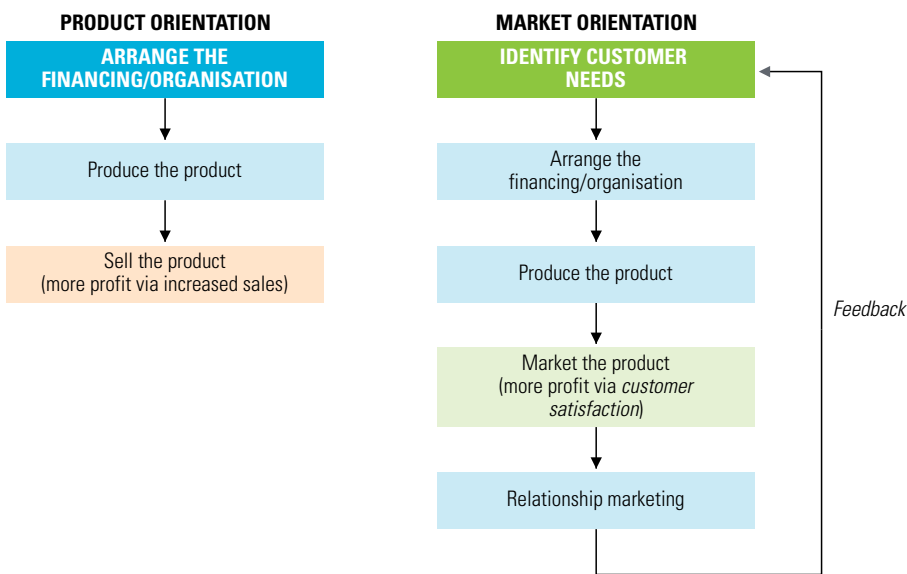 PRODUCT ORIENTATION
ARRANGE THE
FINANCING/ORGANISATION
Produce the product
Sell the product
(more profit via increased sales)
MARKET ORIENTATION
IDENTIFY CUSTOMER
NEEDS
Arrange the
financing/organisation
Produce the product
Market the product
(more profit via customer
satisfaction)
Relationship marketing
Feedback